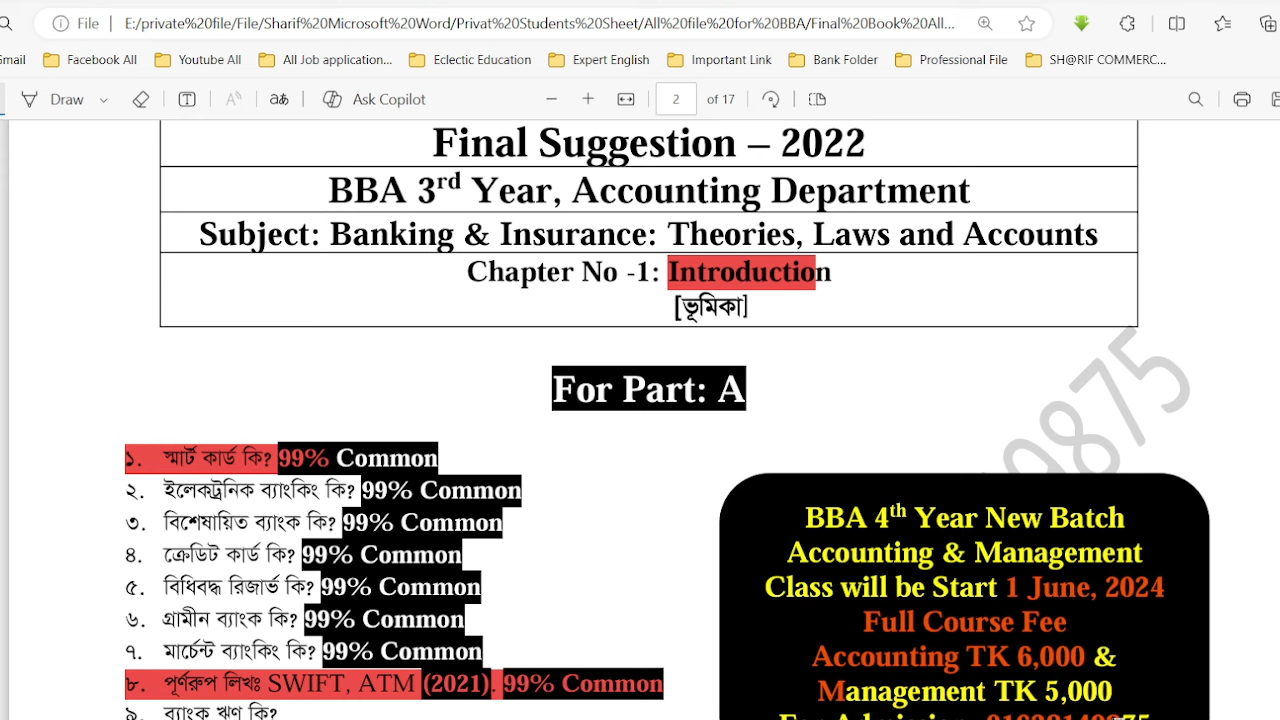 File
E:/private%20file/File/Sharif%20Microsoft%20Word/Privat%20Students%20Sheet/All%20file%20for%20BBA/Final%20Book%20All...
Gmail
Facebook All
Youtube All
All Job application...
Eclectic Education
Expert English
Important Link
Bank Folder
Professional File
SH@RIF COMMERC...
Draw
Ask Copilot
2 of 17
Final Suggestion – 2022
BBA 3rd Year, Accounting Department
Subject: Banking & Insurance: Theories, Laws and Accounts
Chapter No -1: Introduction
[ভূমিকা]
For Part: A
১. স্মার্ট কার্ড কি? 99% Common
২. ইলেকট্রনিক ব্যাংকিং কি? 99% Common
৩. বিশেষায়িত ব্যাংক কি? 99% Common
৪. ক্রেডিট কার্ড কি? 99% Common
৫. বিধিবদ্ধ রিজার্ভ কি? 99% Common
৬. গ্রামীন ব্যাংক কি? 99% Common
৭. মার্চেন্ট ব্যাংকিং কি? 99% Common
৮. পূর্ণরুপ লিখঃ SWIFT, ATM (2021). 99% Common
৯. ব্যাংক ঋণ কি?
9875
BBA 4th Year New Batch
Accounting & Management
Class will be Start 1 June, 2024
Full Course Fee
Accounting TK 6,000 &
Management TK 5,000
For Admission: